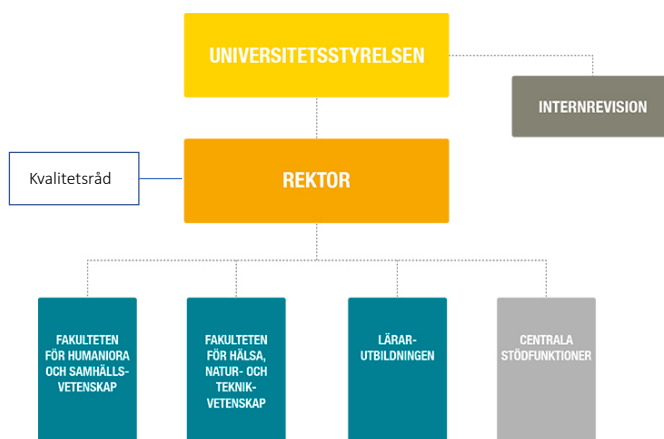 UNIVERSITETSSTYRELSEN
INTERNREVISION
Kvalitetsråd
REKTOR
FAKULTETEN
FÖR HUMANIORA
OCH SAMHÄLLS-
VETENSKAP
FAKULTETEN
FÖR HÄLSA,
NATUR- OCH
TEKNIK-
VETENSKAP
LÄRAR-
UTBILDNINGEN
CENTRALA
STÖDFUNKTIONER